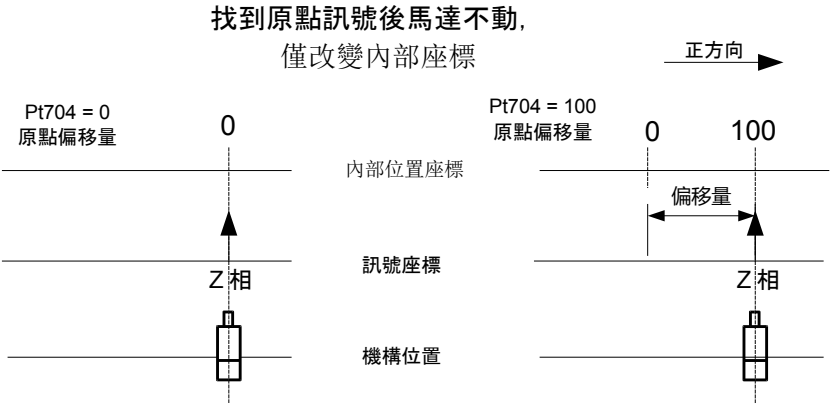 找到原點訊號後馬達不動,
僅改變內部座標
正方向
Pt704 = 0
原點偏移量
0
Pt704 = 100
原點偏移量
0
100
內部位置座標
偏移量
訊號座標
Z 相
Z 相
機構位置